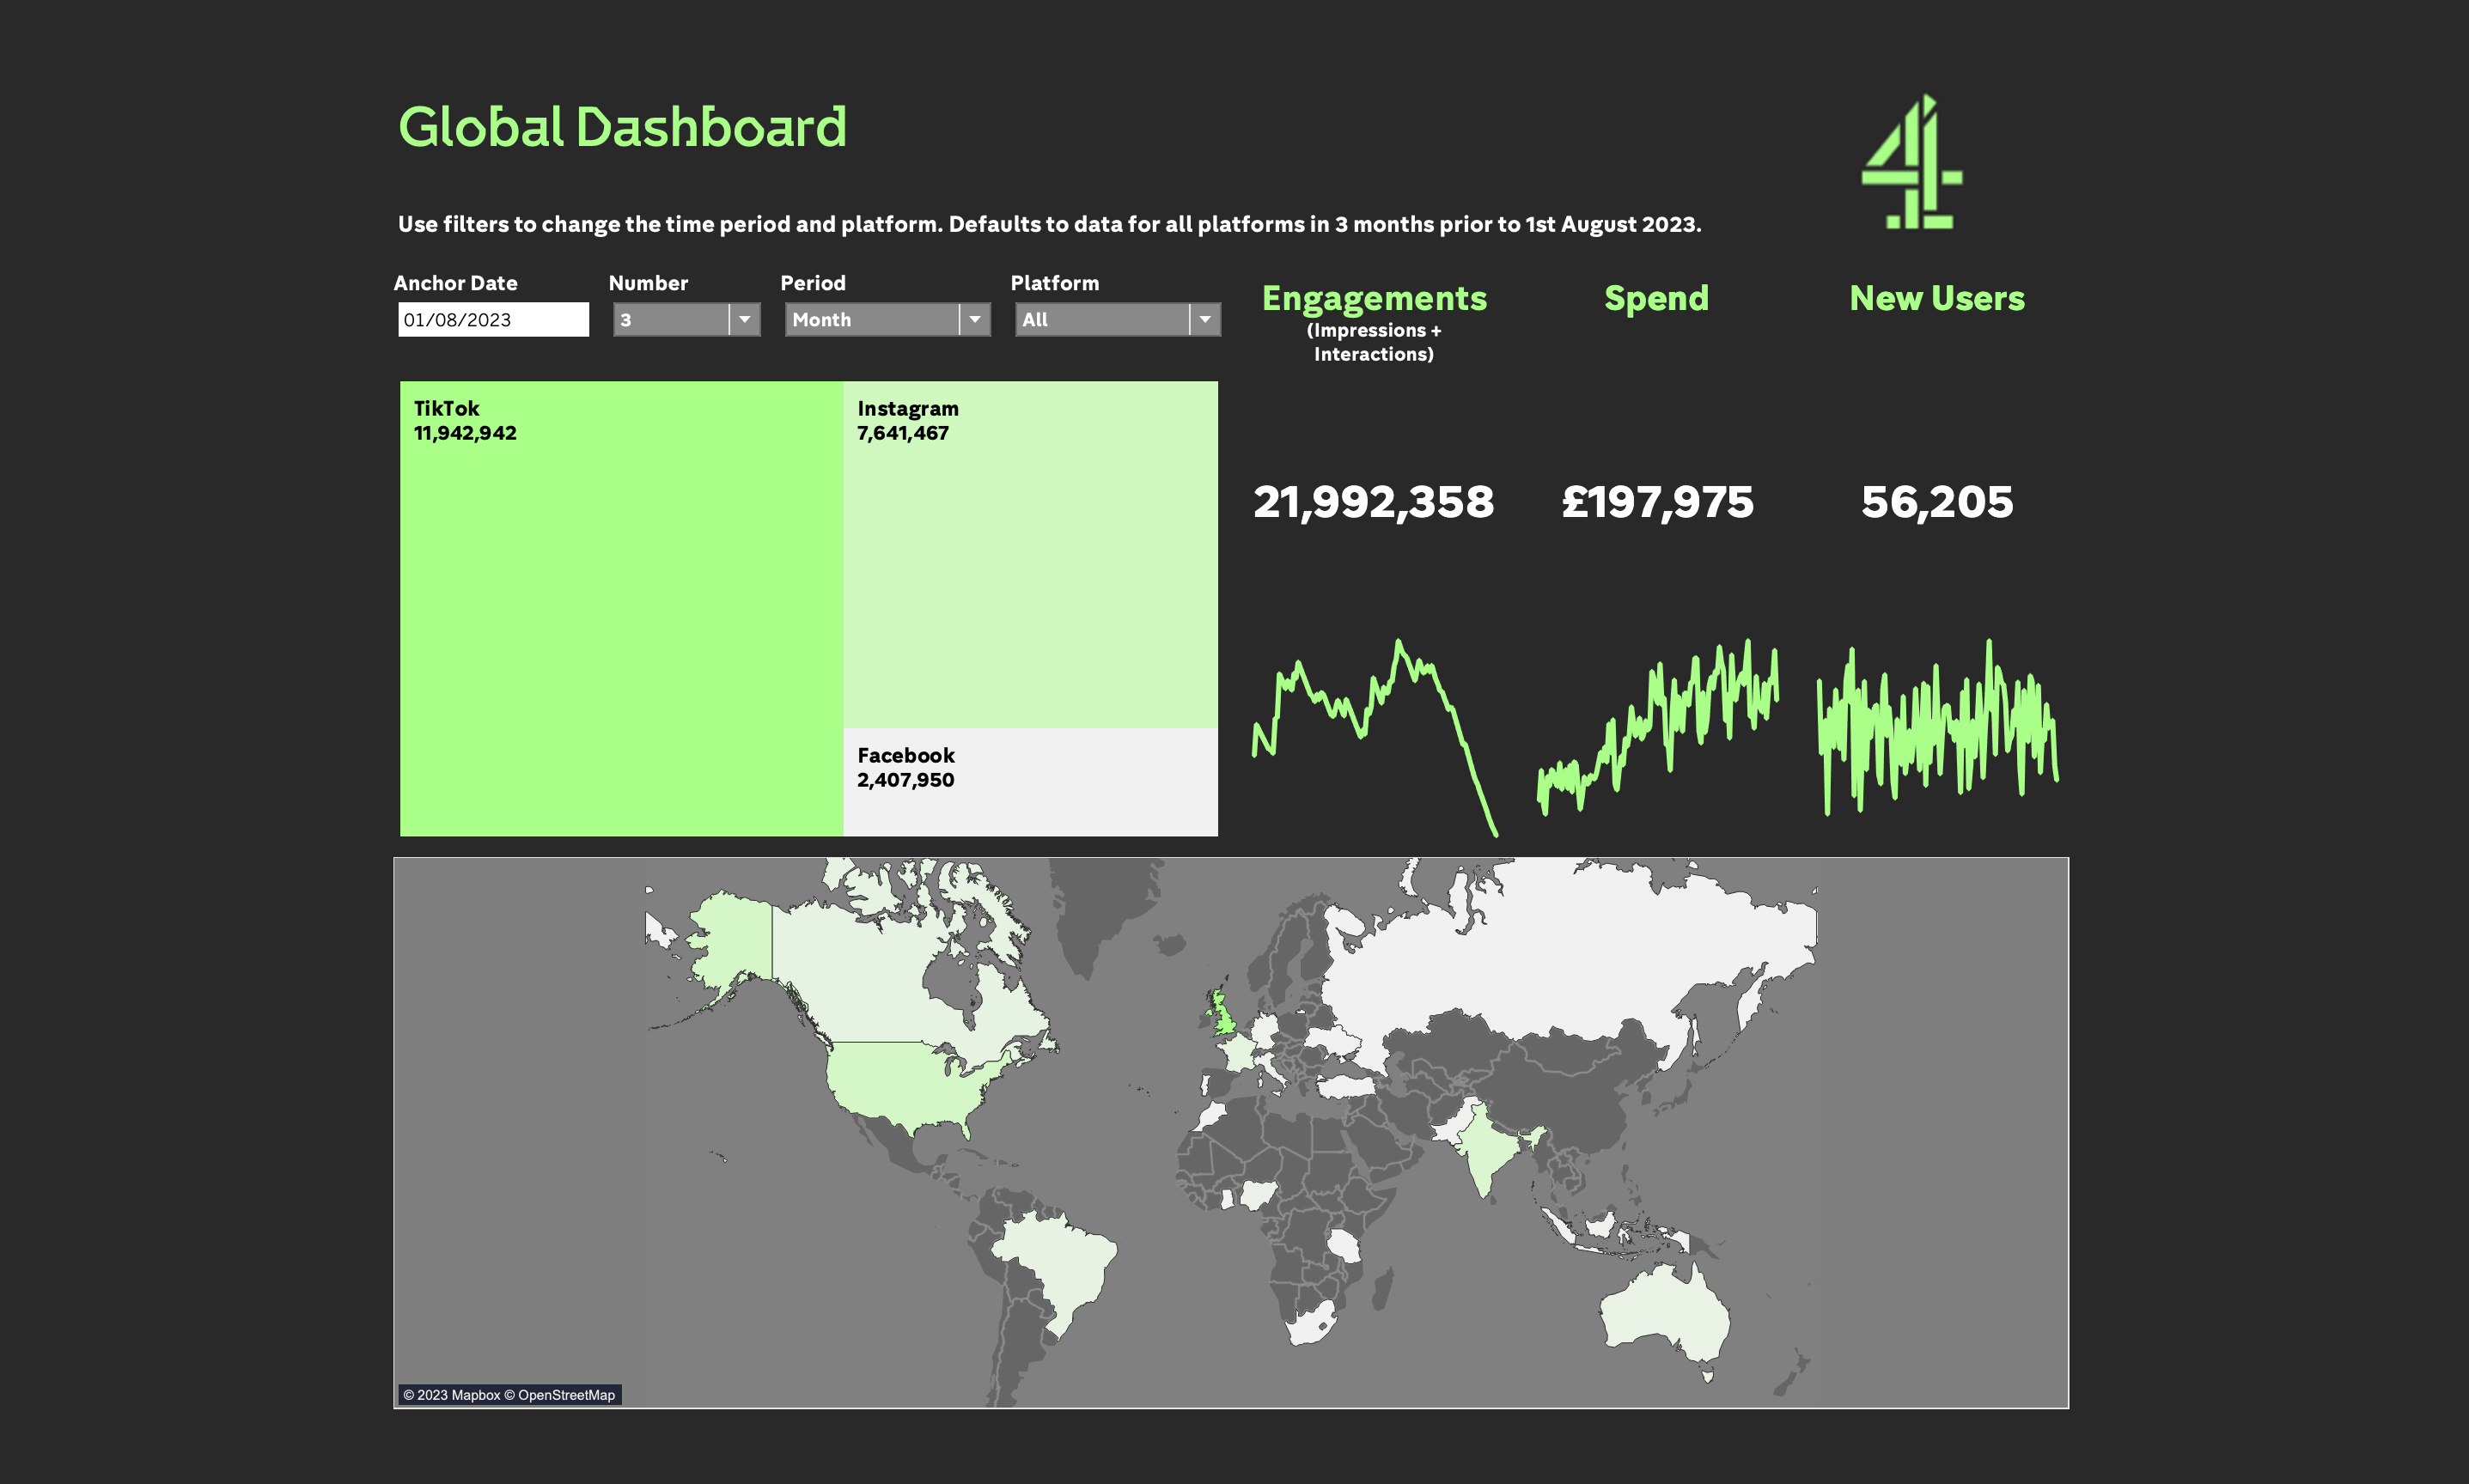 Global Dashboard
4
Use filters to change the time period and platform. Defaults to data for all platforms in 3 months prior to 1st August 2023.
Anchor Date
01/08/2023
Number
3
Period
Month
Platform
All
Engagements
(Impressions +
Interactions)
Spend
New Users
TikTok
11,942,942
Instagram
7,641,467
Facebook
2,407,950
21,992,358
£197,975
56,205
© 2023 Mapbox © OpenStreetMap